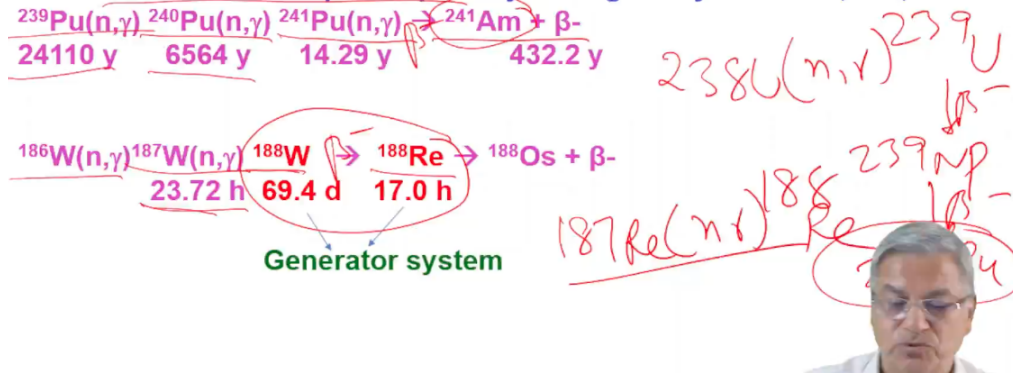 ²³⁹Pu(n,γ) ²⁴⁰Pu(n,γ) ²⁴¹Pu(n,γ) → ²⁴¹Am + β-
24110 y 6564 y 14.29 y β 432.2 y
238U(n,γ) 239U
↓β-
239Np
↓β-
Pu
¹⁸⁶W(n,γ)¹⁸⁷W(n,γ) ¹⁸⁸W β- → ¹⁸⁸Re → ¹⁸⁸Os + β-
23.72 h 69.4 d 17.0 h
Generator system
187Re(n,γ) 188Re